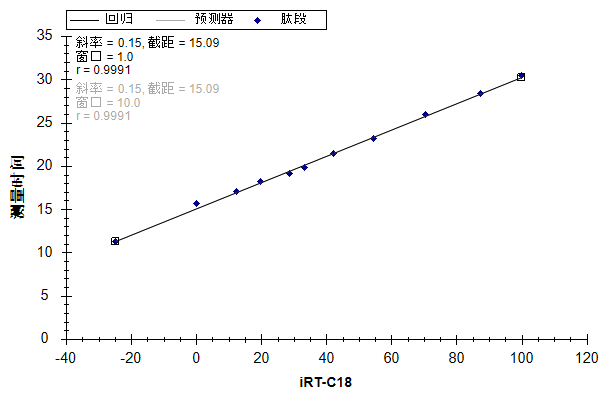 回归 预测器 肽段
斜率 = 0.15, 截距 = 15.09
窗口 = 1.0
r = 0.9991
斜率 = 0.15, 截距 = 15.09
窗口 = 10.0
r = 0.9991
测量时间
35
30
25
20
15
10
5
0
-40 -20 0 20 40 60 80 100 120
iRT-C18